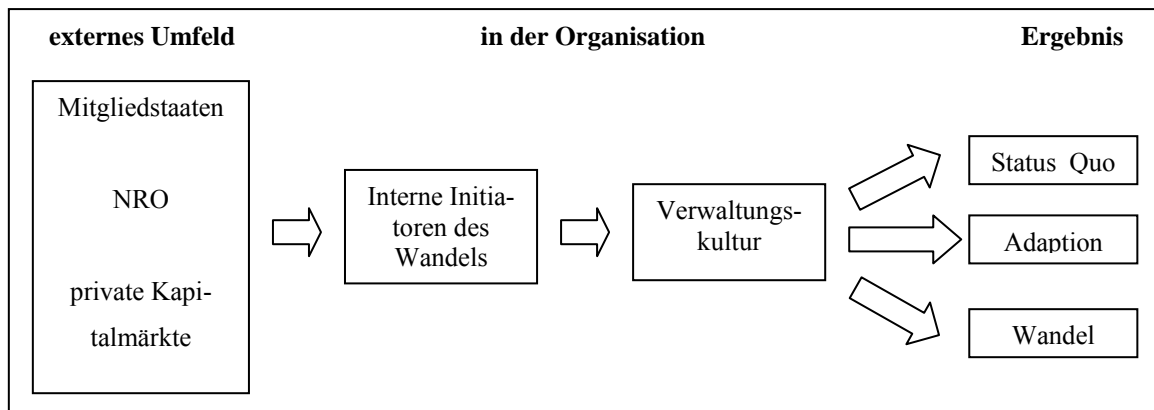 externes Umfeld
in der Organisation
Ergebnis
Mitgliedstaaten
NRO
private Kapi-
talmärkte
Interne Initia-
toren des
Wandels
Verwaltungs-
kultur
Status Quo
Adaption
Wandel